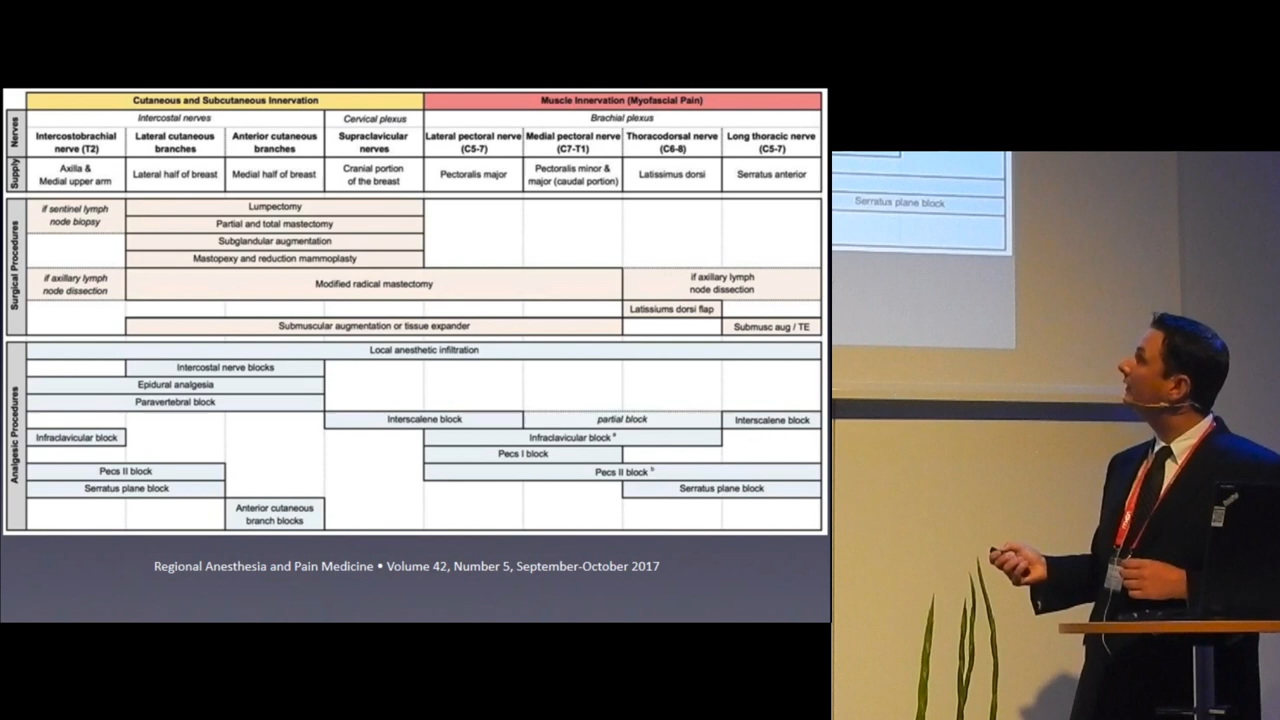 Cutaneous and Subcutaneous Innervation
Muscle Innervation (Myofascial Pain)
Nerves
Intercostal nerves
Cervical plexus
Brachial plexus
Intercostobrachial
nerve (T2)
Lateral cutaneous
branches
Anterior cutaneous
branches
Supraclavicular
nerves
Lateral pectoral nerve
(C5-7)
Medial pectoral nerve
(C7-T1)
Thoracodorsal nerve
(C6-8)
Long thoracic nerve
(C5-7)
Supply
Axilla &
Medial upper arm
Lateral half of breast
Medial half of breast
Cranial portion
of the breast
Pectoralis major
Pectoralis minor &
major (caudal portion)
Latissimus dorsi
Serratus anterior
Surgical Procedures
if sentinel lymph
node biopsy
Lumpectomy
Partial and total mastectomy
Subglandular augmentation
Mastopexy and reduction mammoplasty
if axillary lymph
node dissection
Modified radical mastectomy
if axillary lymph
node dissection
Latissiums dorsi flap
Submuscular augmentation or tissue expander
Submusc aug / TE
Analgesic Procedures
Local anesthetic infiltration
Intercostal nerve blocks
Epidural analgesia
Paravertebral block
Interscalene block
partial block
Interscalene block
Infraclavicular block
Infraclavicular block a
Pecs I block
Pecs II block
Pecs II block b
Serratus plane block
Serratus plane block
Anterior cutaneous
branch blocks
Regional Anesthesia and Pain Medicine • Volume 42, Number 5, September-October 2017
Serratus plane block